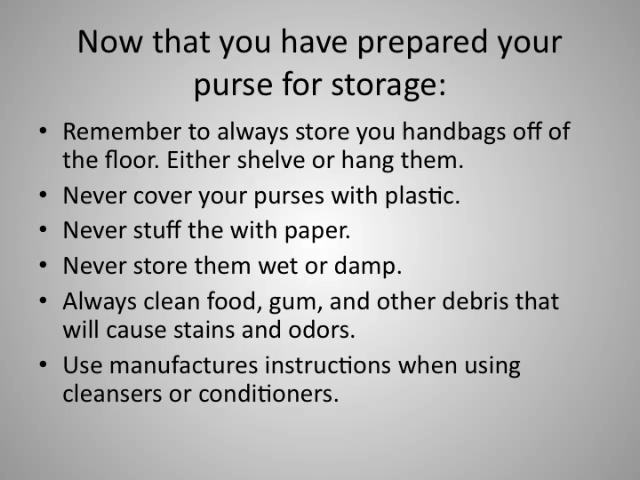 Now that you have prepared your
purse for storage:
• Remember to always store you handbags off of
the floor. Either shelve or hang them.
• Never cover your purses with plastic.
• Never stuff the with paper.
• Never store them wet or damp.
• Always clean food, gum, and other debris that
will cause stains and odors.
• Use manufactures instructions when using
cleansers or conditioners.